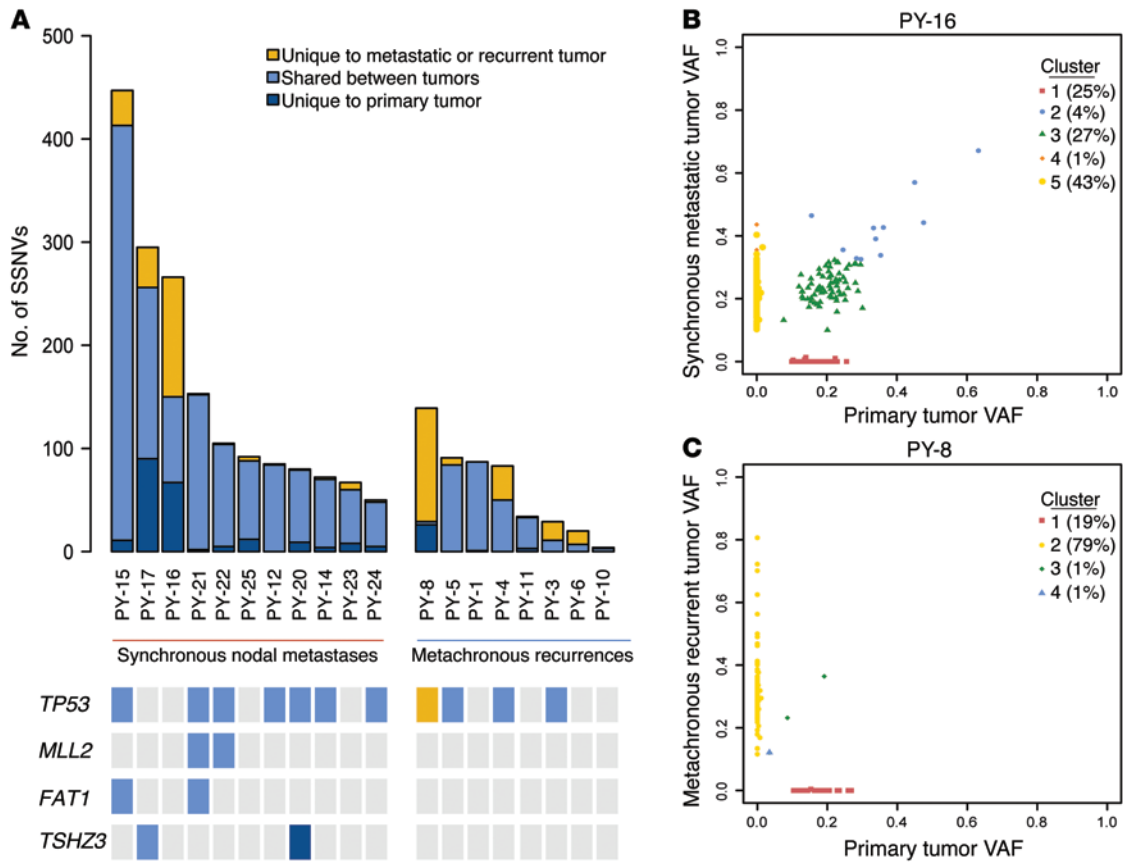 A
500
400
300
200
100
0
No. of SSNVs
Unique to metastatic or recurrent tumor
Shared between tumors
Unique to primary tumor
PY-15
PY-17
PY-16
PY-21
PY-22
PY-25
PY-12
PY-20
PY-14
PY-23
PY-24
PY-8
PY-5
PY-1
PY-4
PY-11
PY-3
PY-6
PY-10
Synchronous nodal metastases
Metachronous recurrences
TP53
MLL2
FAT1
TSHZ3
B
PY-16
Synchronous metastatic tumor VAF
1.0
0.8
0.6
0.4
0.2
0.0
Cluster
1 (25%)
2 (4%)
3 (27%)
4 (1%)
5 (43%)
0.0 0.2 0.4 0.6 0.8 1.0
Primary tumor VAF
C
PY-8
Metachronous recurrent tumor VAF
1.0
0.8
0.6
0.4
0.2
0.0
Cluster
1 (19%)
2 (79%)
3 (1%)
4 (1%)
0.0 0.2 0.4 0.6 0.8 1.0
Primary tumor VAF